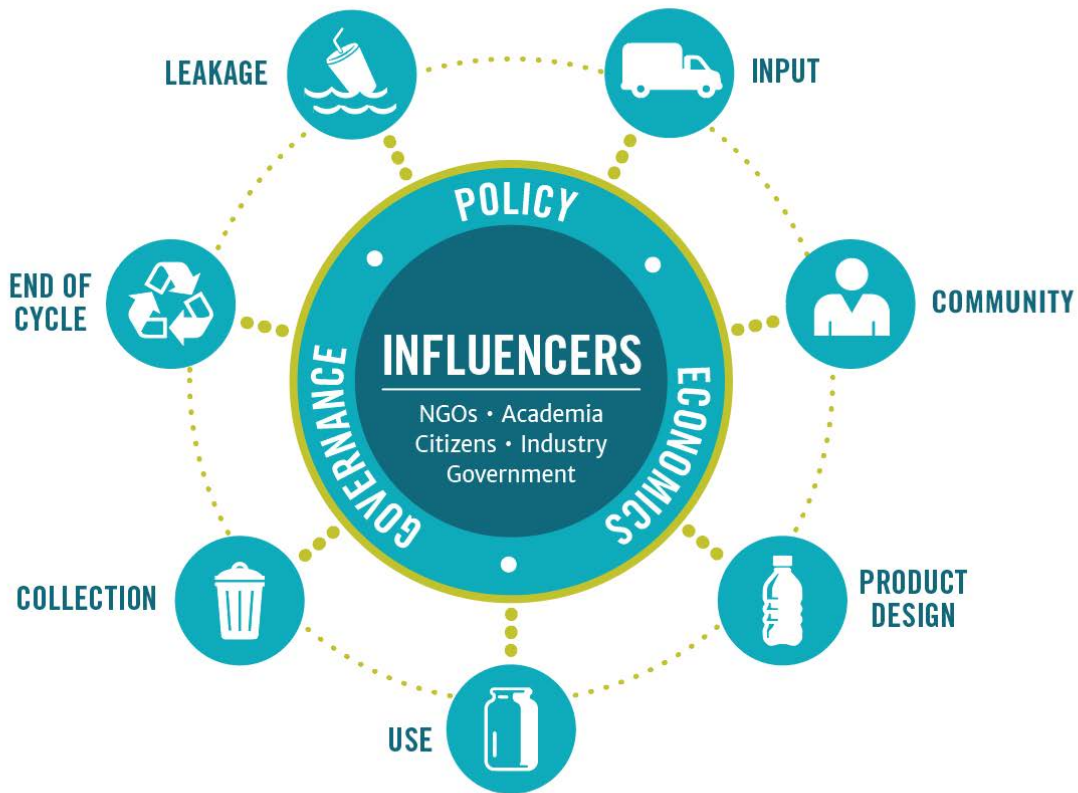 LEAKAGE
INPUT
POLICY
END OF
CYCLE
COMMUNITY
INFLUENCERS
NGOs • Academia
Citizens • Industry
Government
GOVERNANCE
ECONOMICS
COLLECTION
PRODUCT
DESIGN
USE